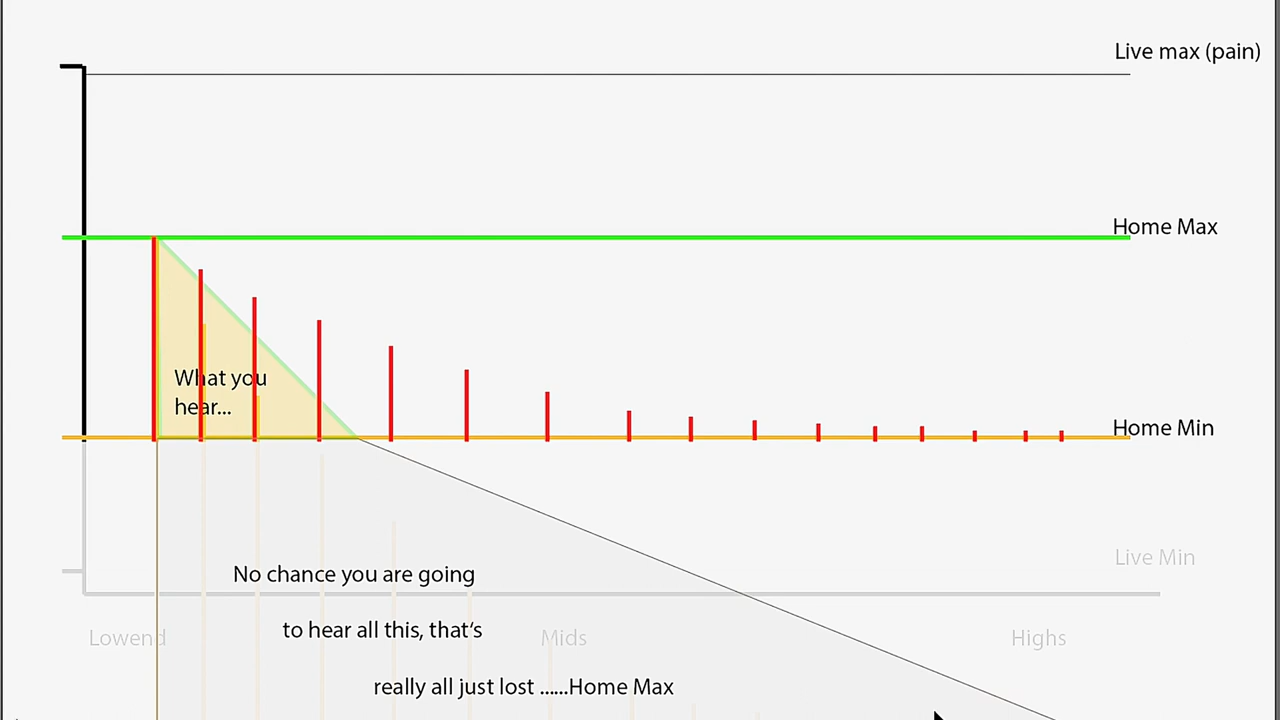 Live max (pain)
Home Max
What you
hear...
Home Min
Live Min
No chance you are going
Lowend
to hear all this, that's
Mids
Highs
really all just lost ......Home Max